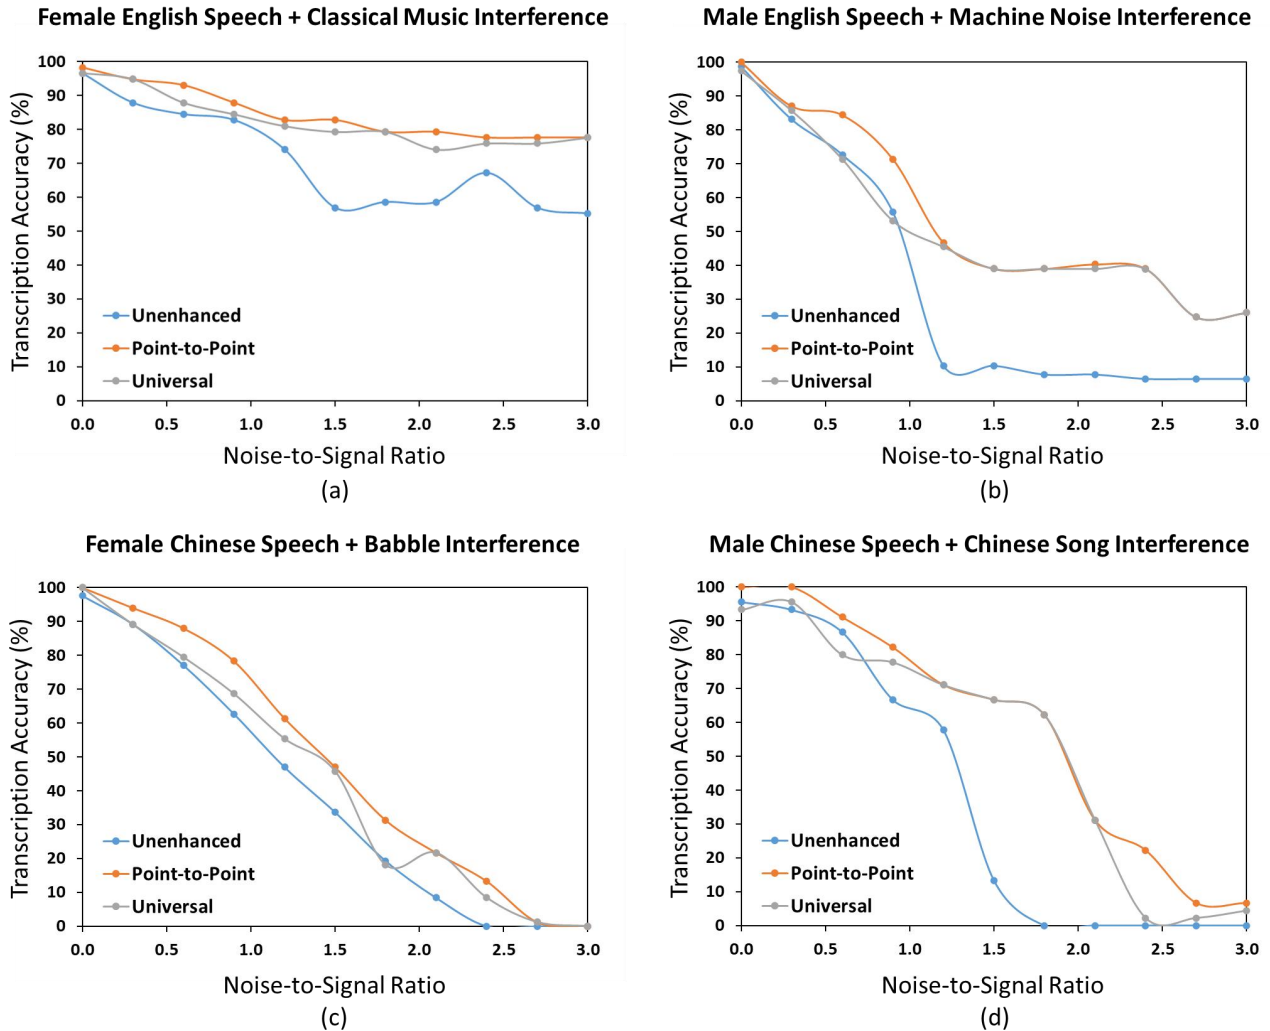 Female English Speech + Classical Music Interference
Transcription Accuracy (%)
100
90
80
70
60
50
40
30
20
10
0
Unenhanced
Point-to-Point
Universal
0.0 0.5 1.0 1.5 2.0 2.5 3.0
Noise-to-Signal Ratio
(a)
Male English Speech + Machine Noise Interference
Transcription Accuracy (%)
100
90
80
70
60
50
40
30
20
10
0
Unenhanced
Point-to-Point
Universal
0.0 0.5 1.0 1.5 2.0 2.5 3.0
Noise-to-Signal Ratio
(b)
Female Chinese Speech + Babble Interference
Transcription Accuracy (%)
100
90
80
70
60
50
40
30
20
10
0
Unenhanced
Point-to-Point
Universal
0.0 0.5 1.0 1.5 2.0 2.5 3.0
Noise-to-Signal Ratio
(c)
Male Chinese Speech + Chinese Song Interference
Transcription Accuracy (%)
100
90
80
70
60
50
40
30
20
10
0
Unenhanced
Point-to-Point
Universal
0.0 0.5 1.0 1.5 2.0 2.5 3.0
Noise-to-Signal Ratio
(d)